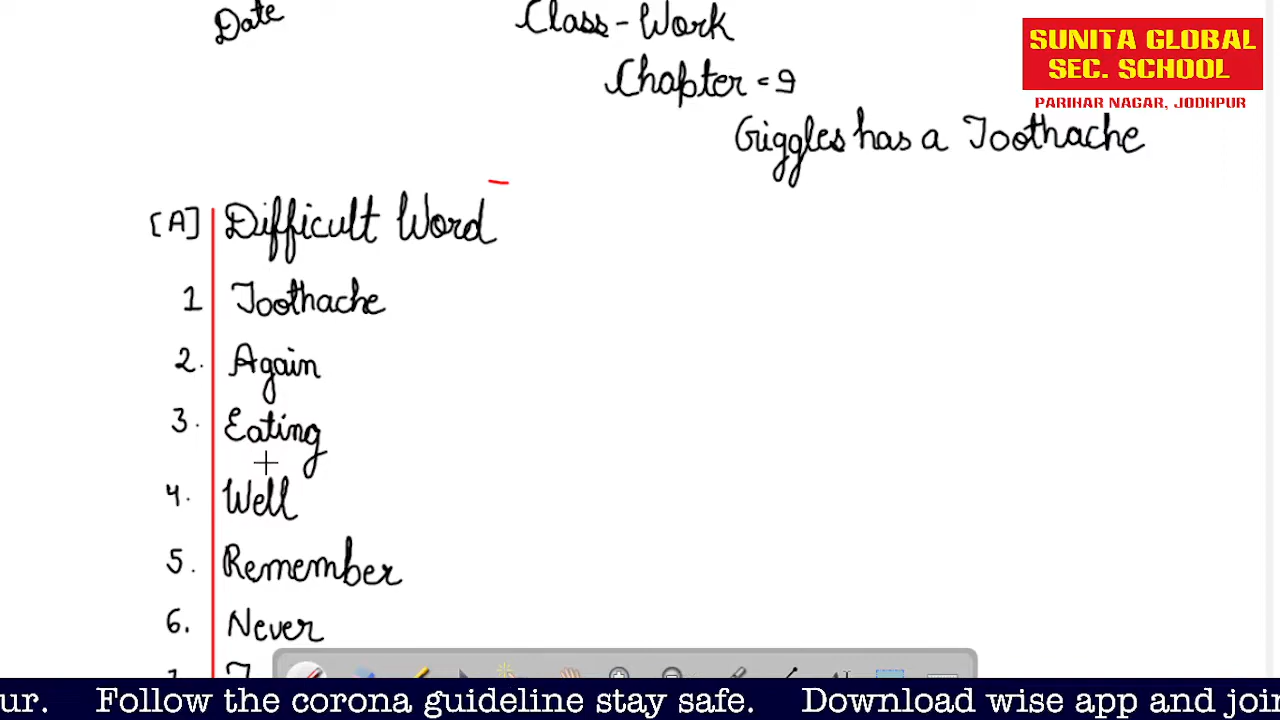 Date
Class-Work
Chapter = 9
Giggles has a Toothache
SUNITA GLOBAL
SEC. SCHOOL
PARIHAR NAGAR, JODHPUR
[A] Difficult Word
1 Toothache
2. Again
3. Eating
4. Well
5. Remember
6. Never
ur. Follow the corona guideline stay safe. Download wise app and join